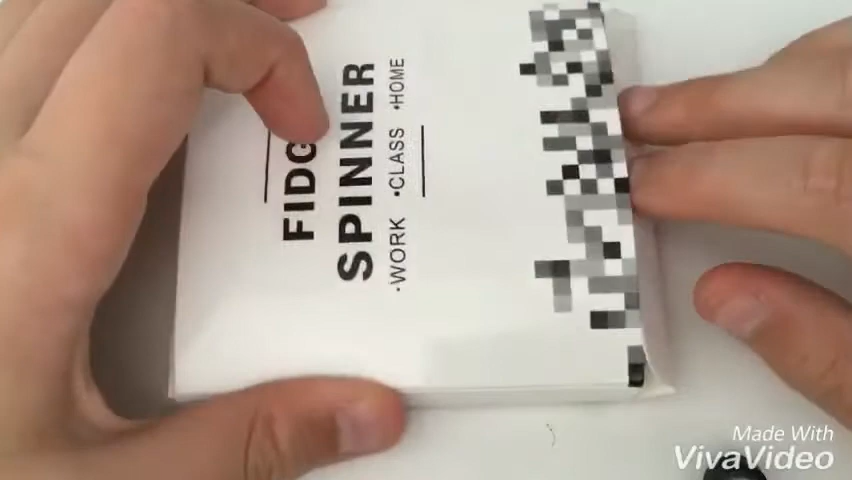 FIDG
SPINNER
·WORK ·CLASS ·HOME
Made With
VivaVideo